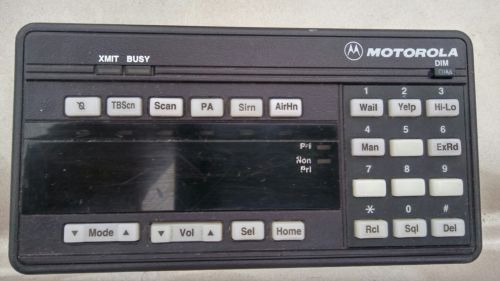 MOTOROLA
XMIT BUSY
DIM
TBScn Scan PA Sirn AirHn
1 2 3
Wail Yelp Hi-Lo
4 5 6
Man ExRd
7 8 9
Pri
Non
Pri
* 0 #
Rcl Sql Del
▼ Mode ▲ ▼ Vol ▲ Sel Home